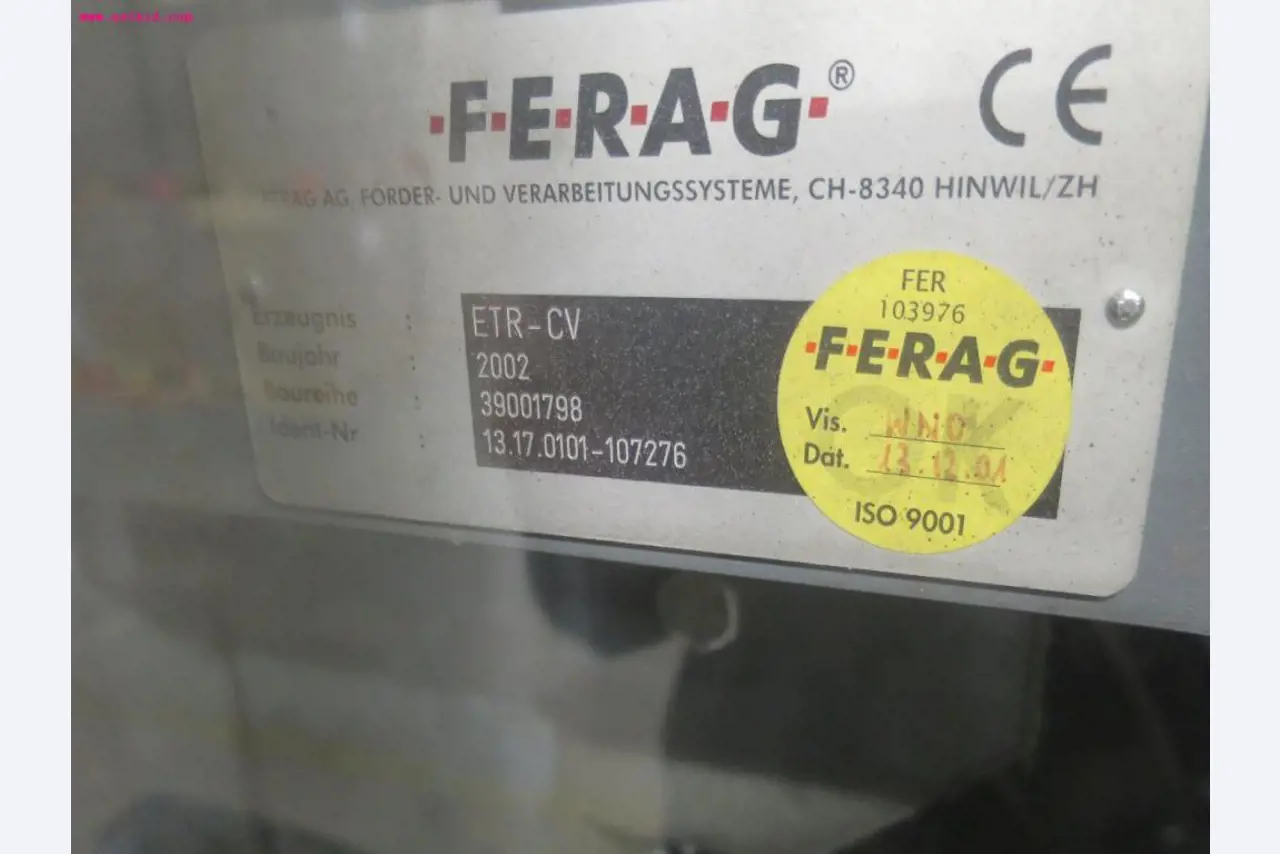 ·F·E·R·A·G·®
CE
FERAG AG, FÖRDER- UND VERARBEITUNGSSYSTEME, CH-8340 HINWIL/ZH
Erzeugnis : ETR-CV
Baujahr : 2002
Baureihe : 39001798
Ident-Nr : 13.17.0101-107276
FER
103976
·F·E·R·A·G·
OK
Vis.
Dat. 13.12.01
ISO 9001